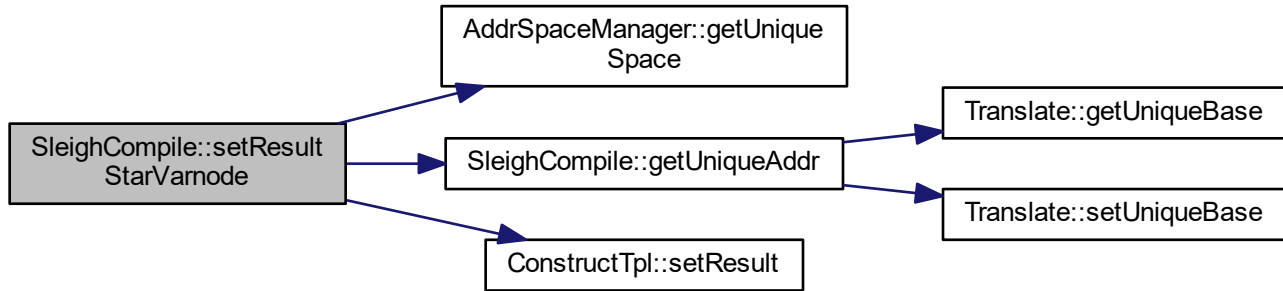 AddrSpaceManager::getUnique
Space
SleighCompile::setResult
StarVarnode
SleighCompile::getUniqueAddr
ConstructTpl::setResult
Translate::getUniqueBase
Translate::setUniqueBase